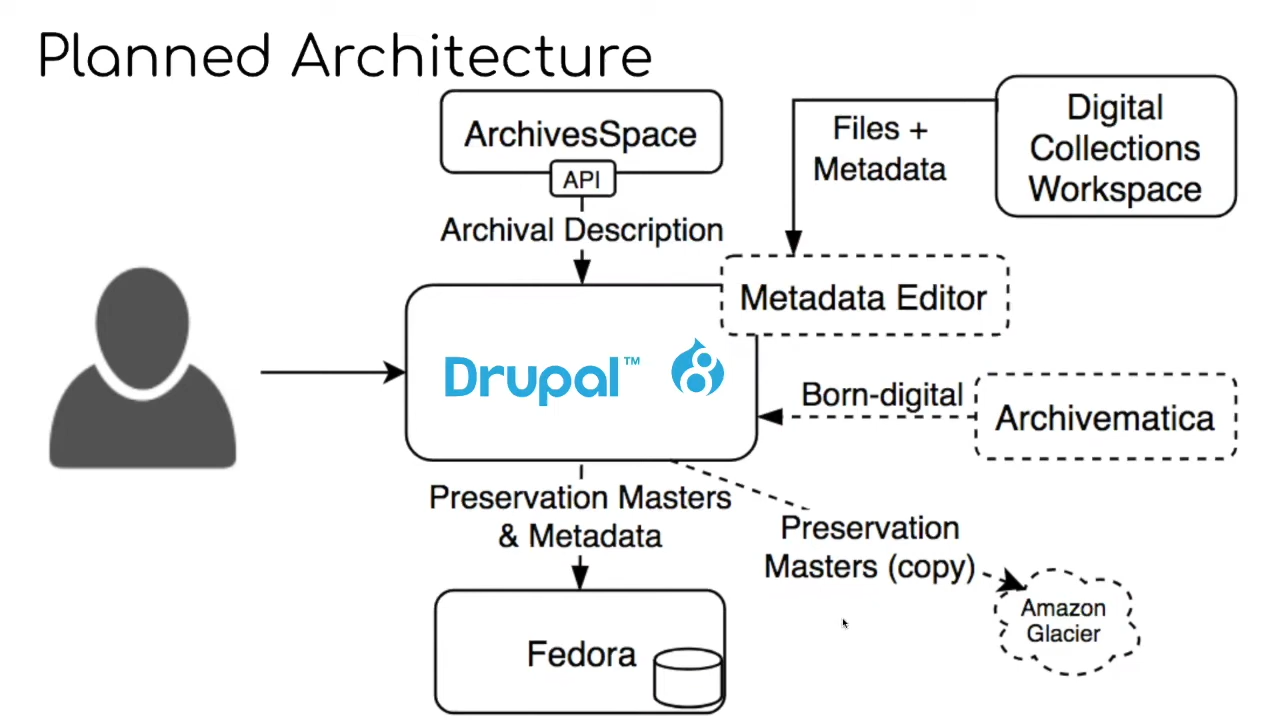 Planned Architecture
ArchivesSpace
API
Archival Description
Files +
Metadata
Digital
Collections
Workspace
Metadata Editor
Drupal™ 8
Born-digital
Archivematica
Preservation Masters
& Metadata
Preservation
Masters (copy)
Amazon
Glacier
Fedora